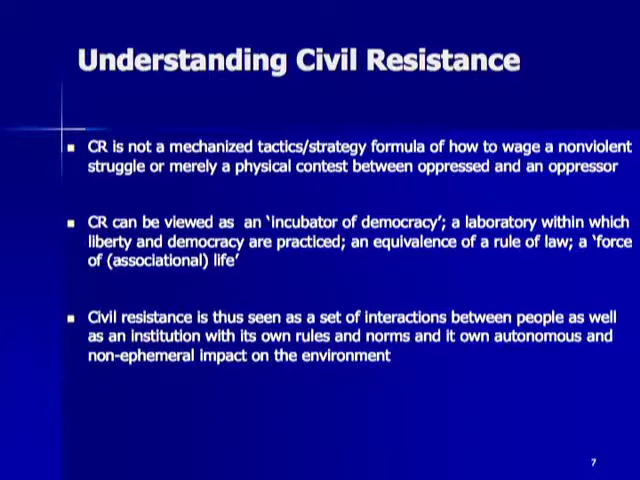 Understanding Civil Resistance
CR is not a mechanized tactics/strategy formula of how to wage a nonviolent
struggle or merely a physical contest between oppressed and an oppressor
CR can be viewed as an ‘incubator of democracy’; a laboratory within which
liberty and democracy are practiced; an equivalence of a rule of law; a ‘force
of (associational) life’
Civil resistance is thus seen as a set of interactions between people as well
as an institution with its own rules and norms and it own autonomous and
non-ephemeral impact on the environment
7